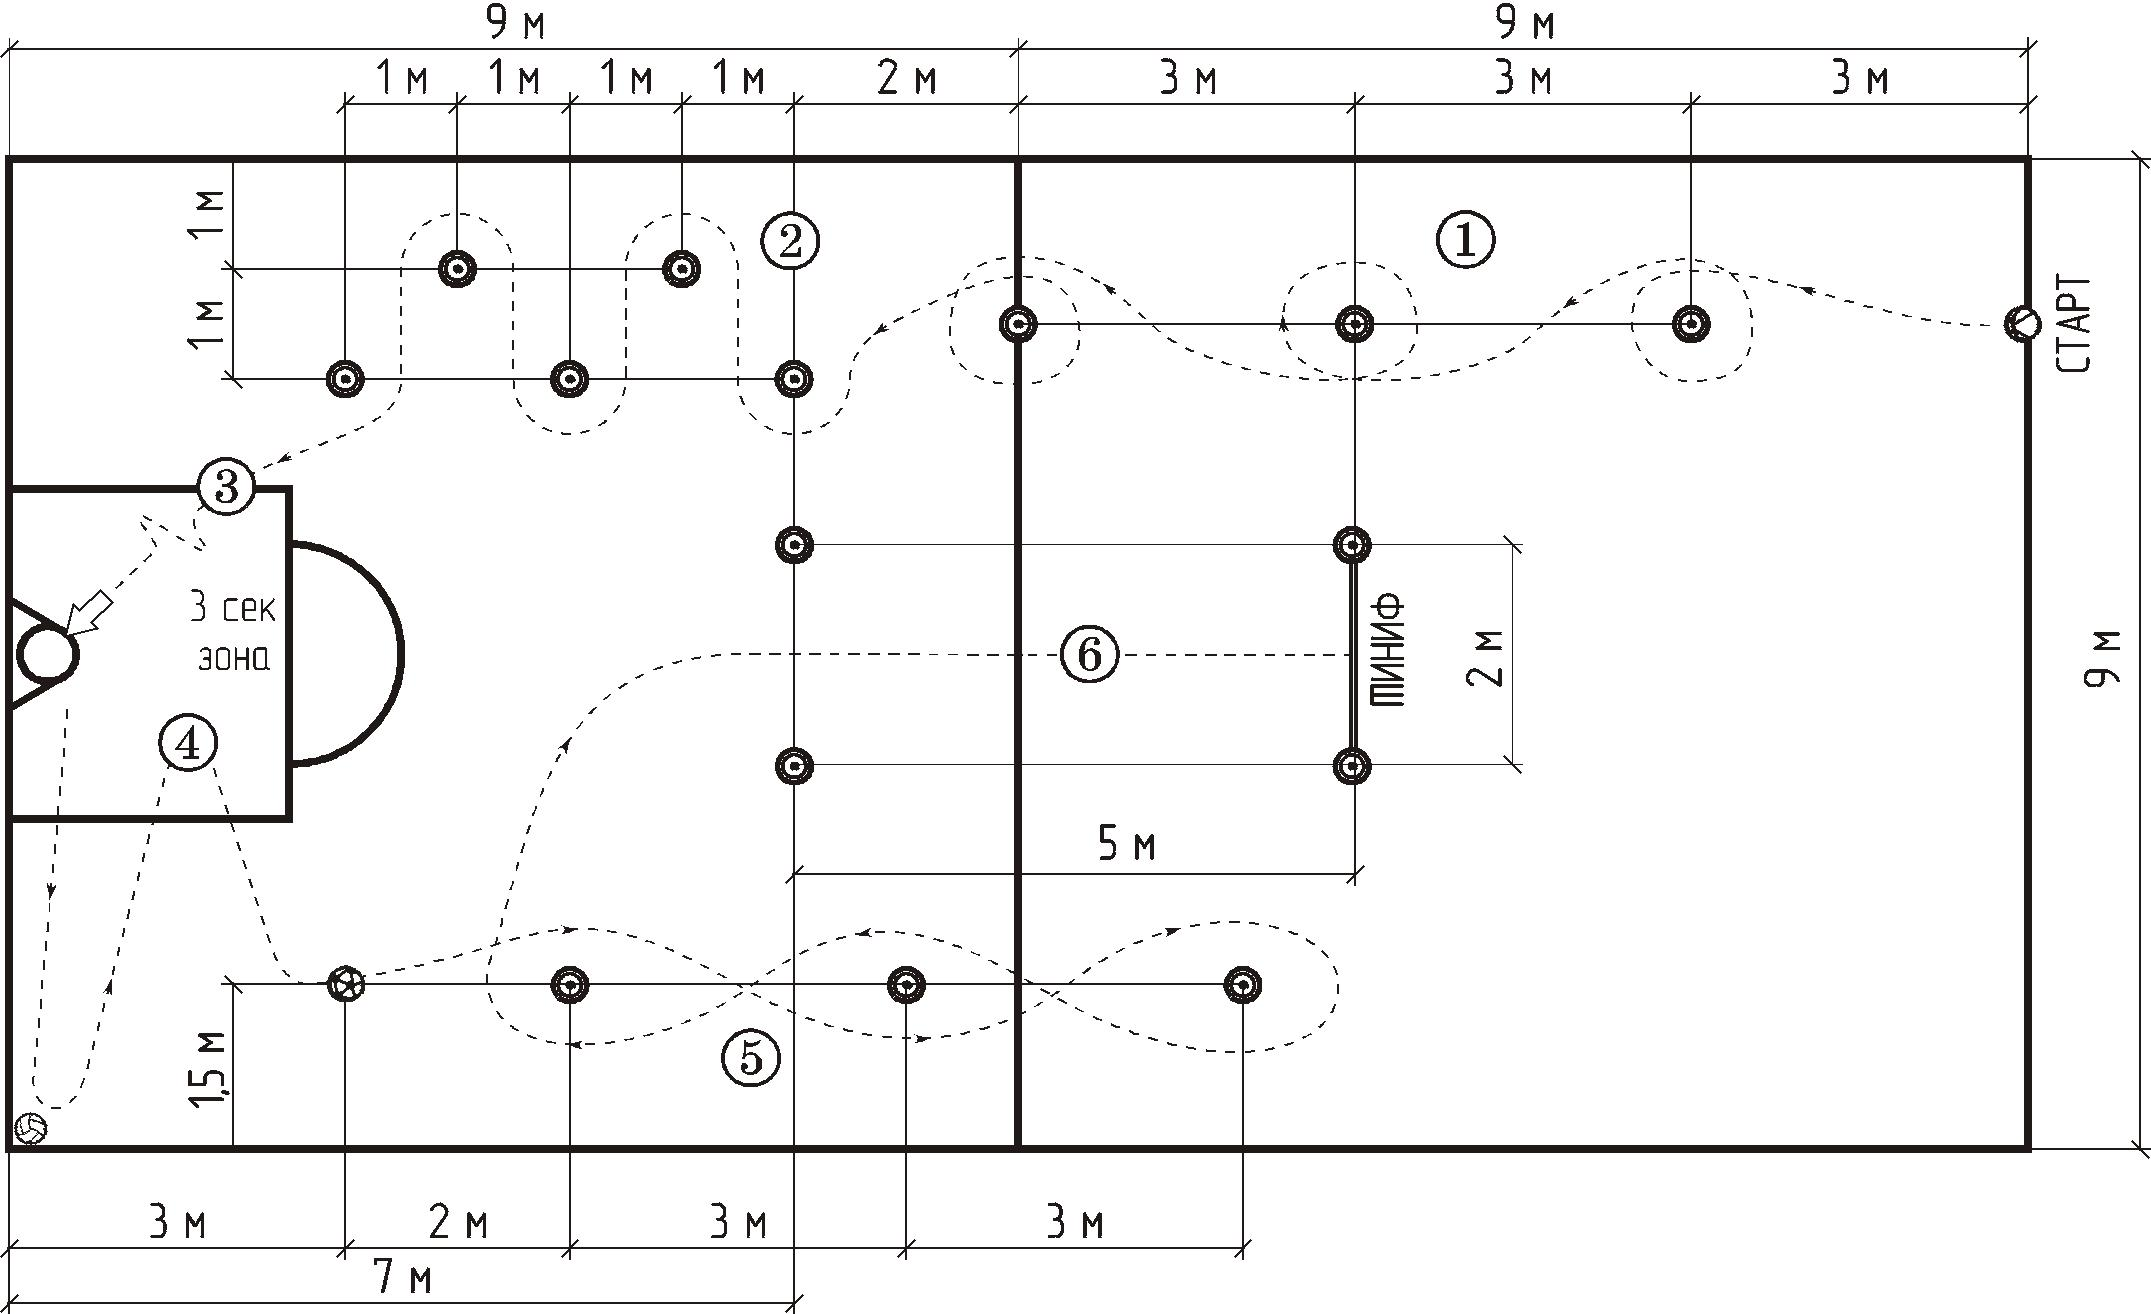 9 м
9 м
1 м
1 м
1 м
1 м
2 м
3 м
3 м
3 м
1 м
1 м
2
1
СТАРТ
3
3 сек
зона
4
6
ФИНИШ
2 м
9 м
5 м
1,5 м
5
3 м
2 м
3 м
3 м
7 м